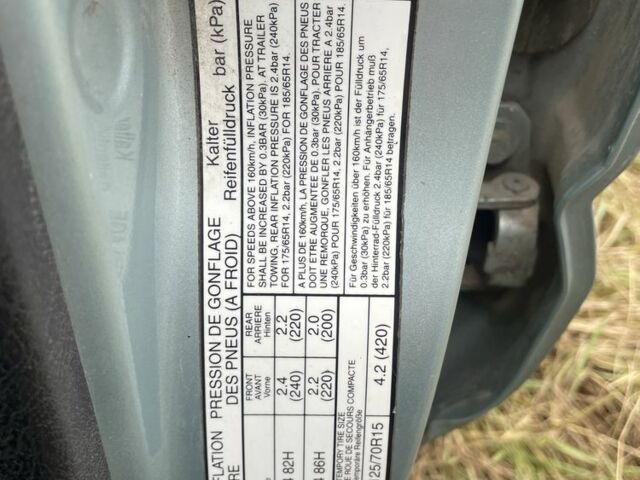 FLATION PRESSION DE GONFLAGE Kalter
RE DES PNEUS (A FROID) Reifenfülldruck bar (kPa)
FRONT REAR
AVANT ARRIERE
Vorne Hinten
4 82H 2.4 2.2
(240) (220)
4 86H 2.2 2.0
(220) (200)
TEMPORY TIRE SIZE
E ROUE DE SECOURS COMPACTE
Temporäre Reifengröße
25/70R15 4.2 (420)
FOR SPEEDS ABOVE 160km/h, INFLATION PRESSURE
SHALL BE INCREASED BY 0.3BAR (30kPa). AT TRAILER
TOWING, REAR INFLATION PRESSURE IS 2.4bar (240kPa)
FOR 175/65R14, 2.2bar (220kPa) FOR 185/65R14.
A PLUS DE 160km/h, LA PRESSION DE GONFLAGE DES PNEUS
DOIT ETRE AUGMENTEE DE 0.3bar (30kPa). POUR TRACTER
UNE REMORQUE, GONFLER LES PNEUS ARRIERE A 2.4bar
(240kPa) POUR 175/65R14, 2.2bar (220kPa) POUR 185/65R14.
Für Geschwindigkeiten über 160km/h ist der Fülldruck um
0.3bar (30kPa) zu erhöhen. Für Anhängerbetrieb muß
der Hinterrad-Fülldruck 2.4bar (240kPa) für 175/65R14,
2.2bar (220kPa) für 185/65R14 betragen.